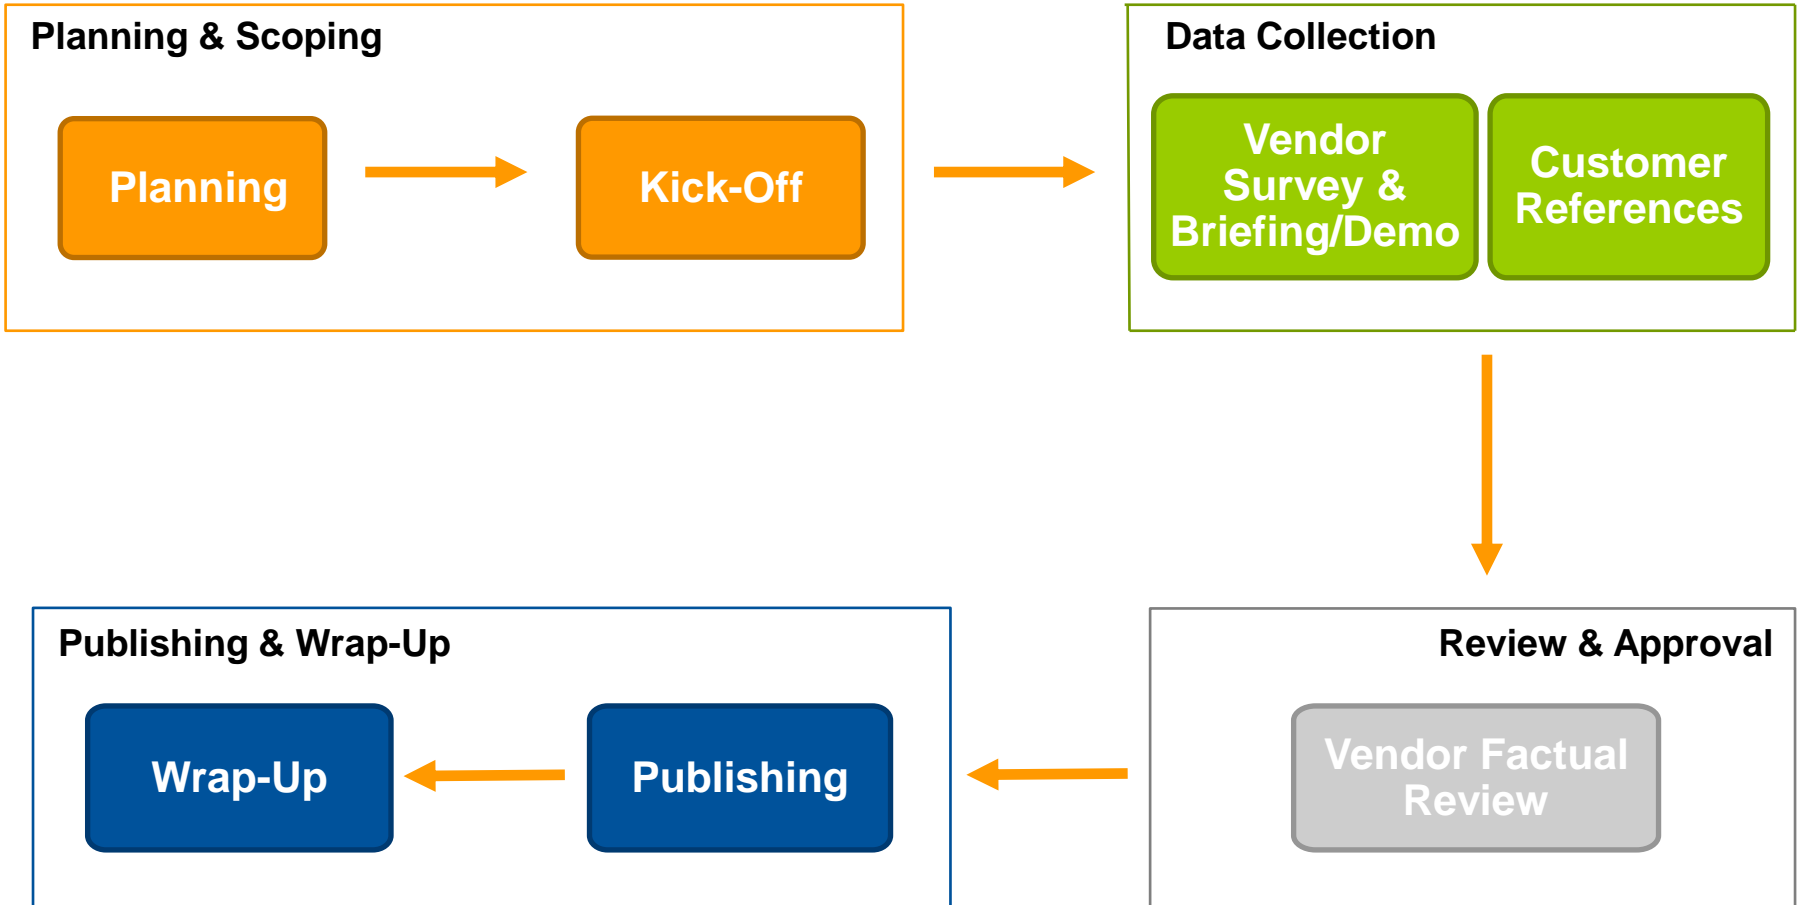 Planning & Scoping
Planning
Kick-Off
Data Collection
Vendor
Survey &
Briefing/Demo
Customer
References
Review & Approval
Vendor Factual
Review
Publishing & Wrap-Up
Publishing
Wrap-Up